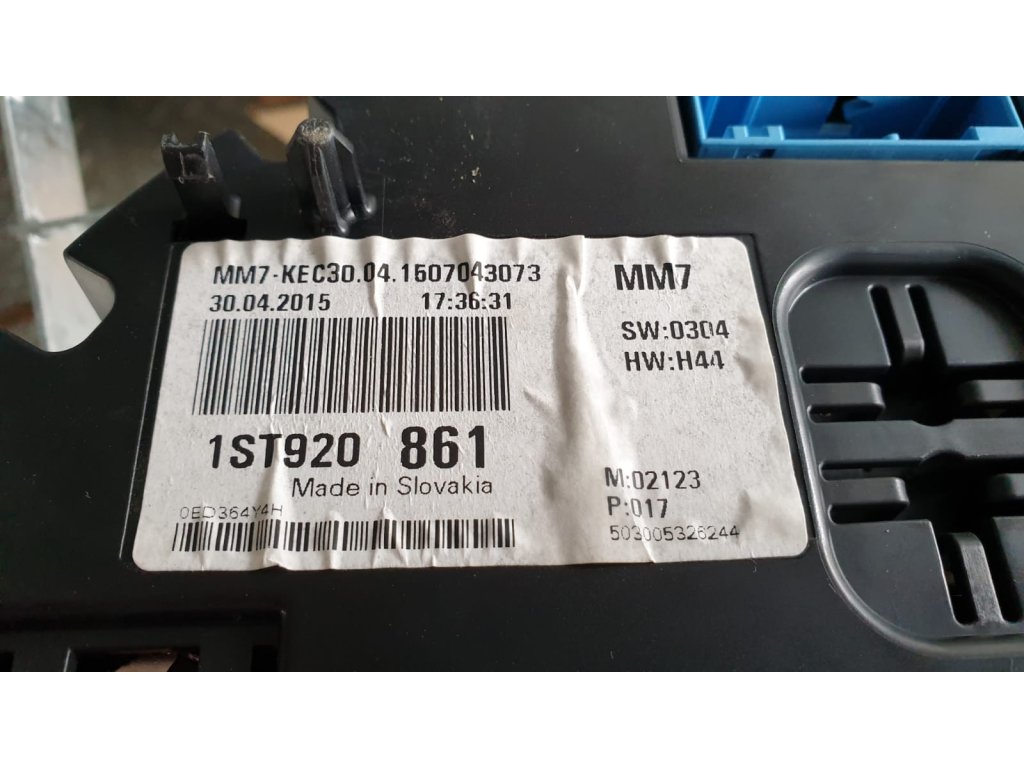 MM7-KEC30.04.1507043073
30.04.2015 17:36:31
1ST920 861
Made in Slovakia
0ED364Y4H
MM7
SW:0304
HW:H44
M:02123
P:017
503005326244